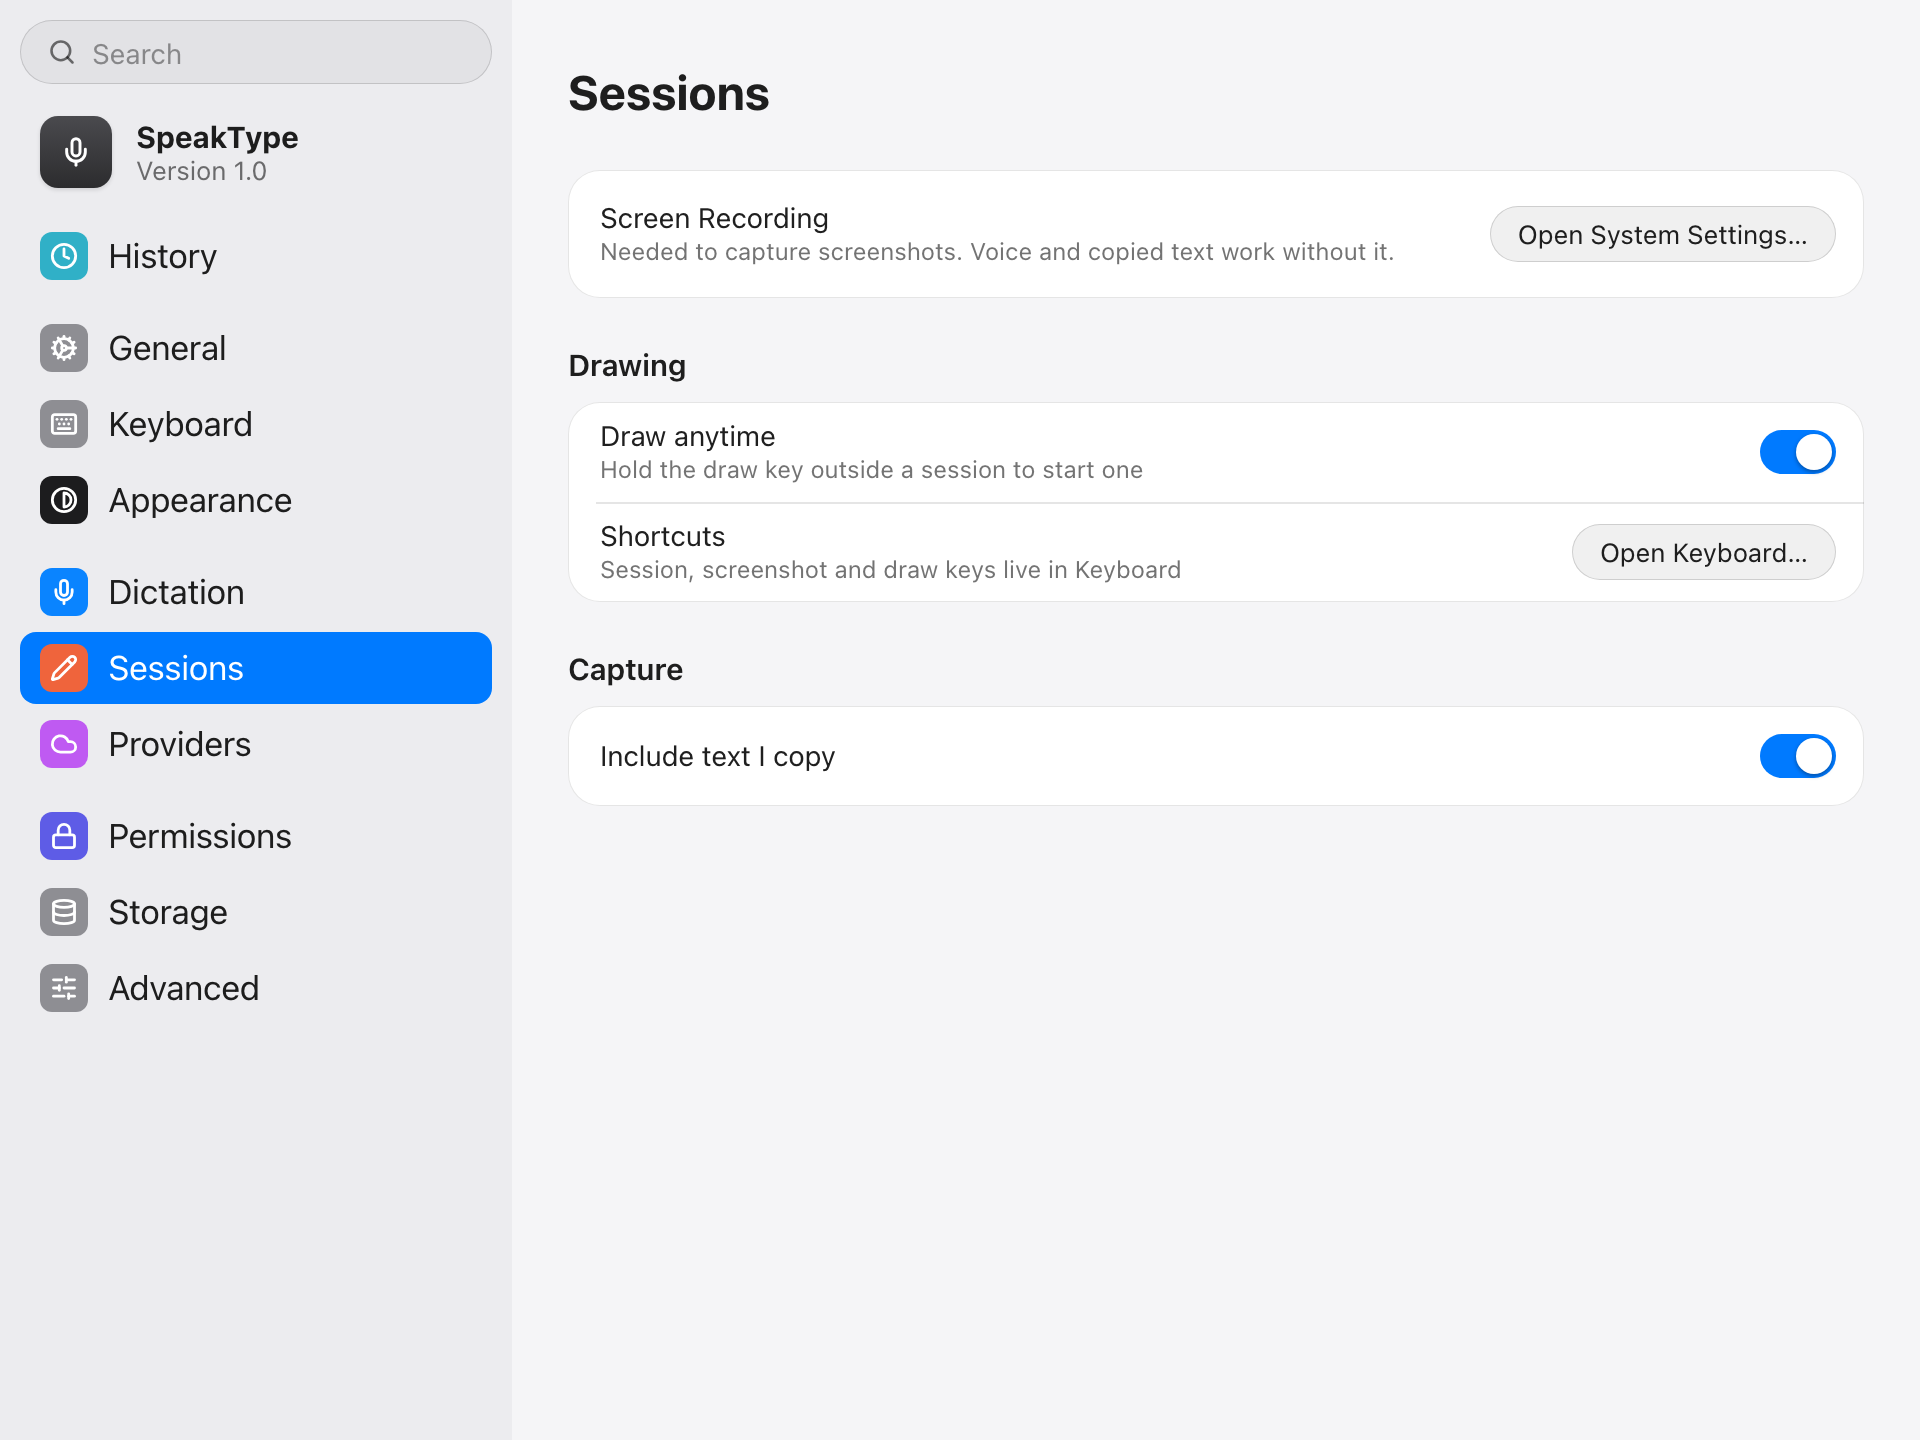 Search
SpeakType
Version 1.0
History
General
Keyboard
Appearance
Dictation
Sessions
Providers
Permissions
Storage
Advanced
Sessions
Screen Recording
Needed to capture screenshots. Voice and copied text work without it.
Open System Settings...
Drawing
Draw anytime
Hold the draw key outside a session to start one
Shortcuts
Session, screenshot and draw keys live in Keyboard
Open Keyboard...
Capture
Include text I copy